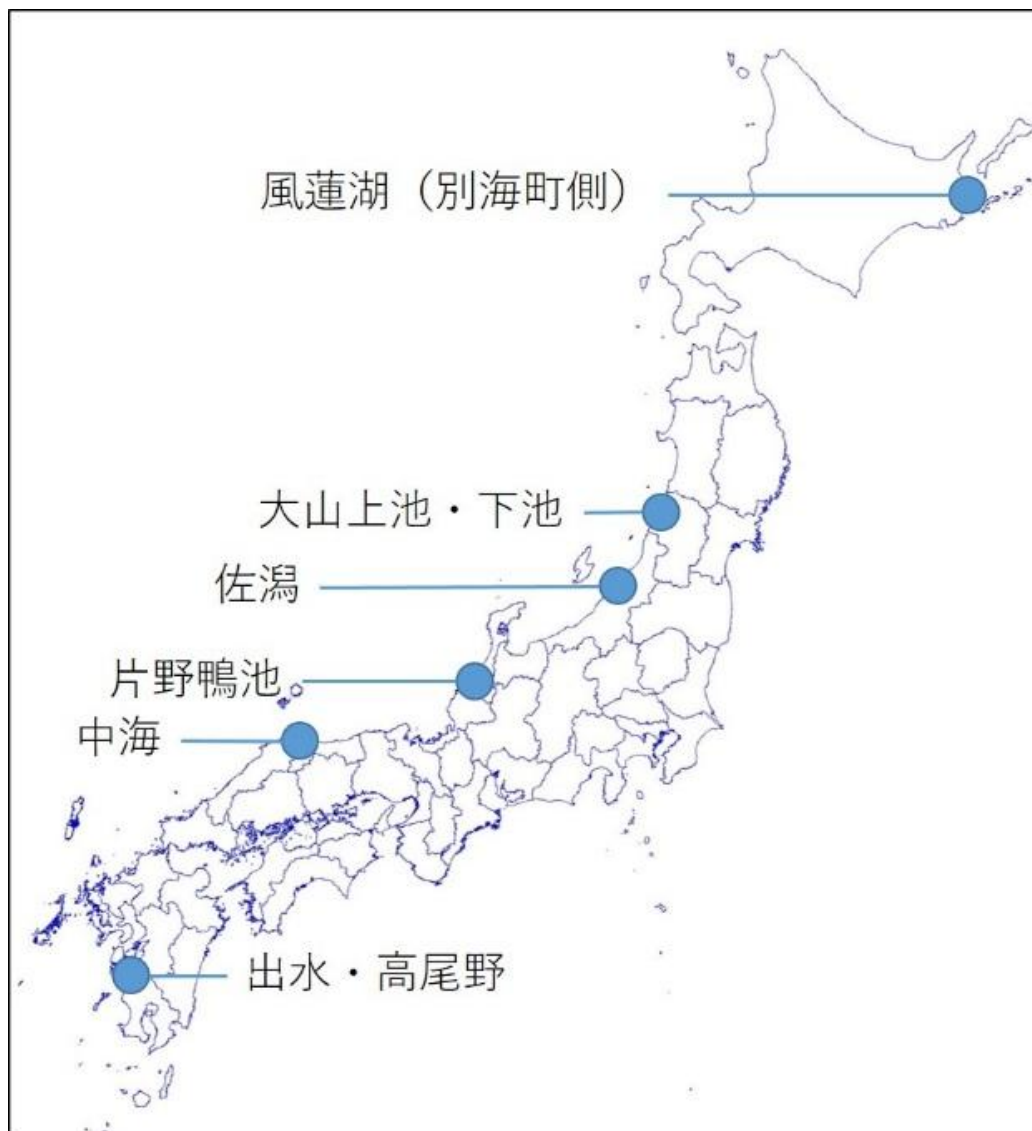 風蓮湖（別海町側）
大山上池・下池
佐潟
片野鴨池
中海
出水・高尾野